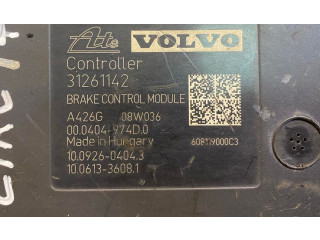 Ate VOLVO
Controller
31261142
BRAKE CONTROL MODULE
A426G 08W036
00.0404-974D.0
Made in Hungary 608119000C3
10.0926-0404.3
10.0613-3608.1